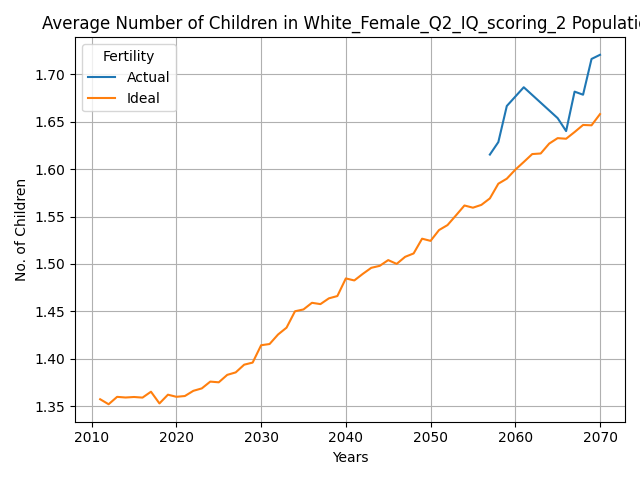 Average Number of Children in White_Female_Q2_IQ_scoring_2 Populatio
Fertility
Actual
Ideal
1.70
1.65
1.60
1.55
1.50
1.45
1.40
1.35
No. of Children
2010 2020 2030 2040 2050 2060 2070
Years